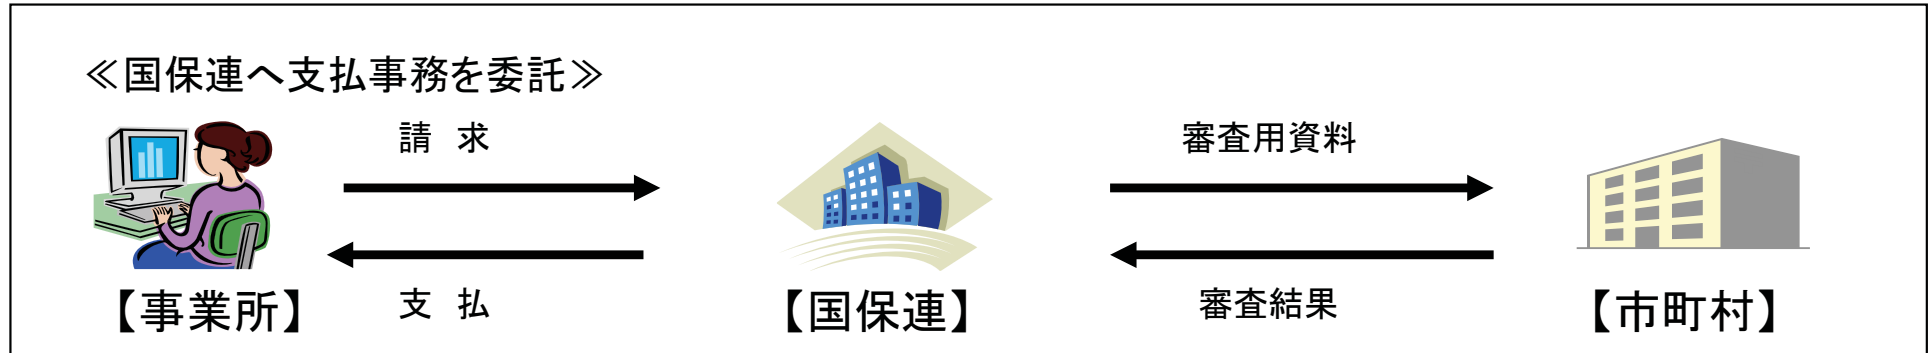 ≪国保連へ支払事務を委託≫
請 求
審査用資料
支 払
審査結果
【事業所】
【国保連】
【市町村】